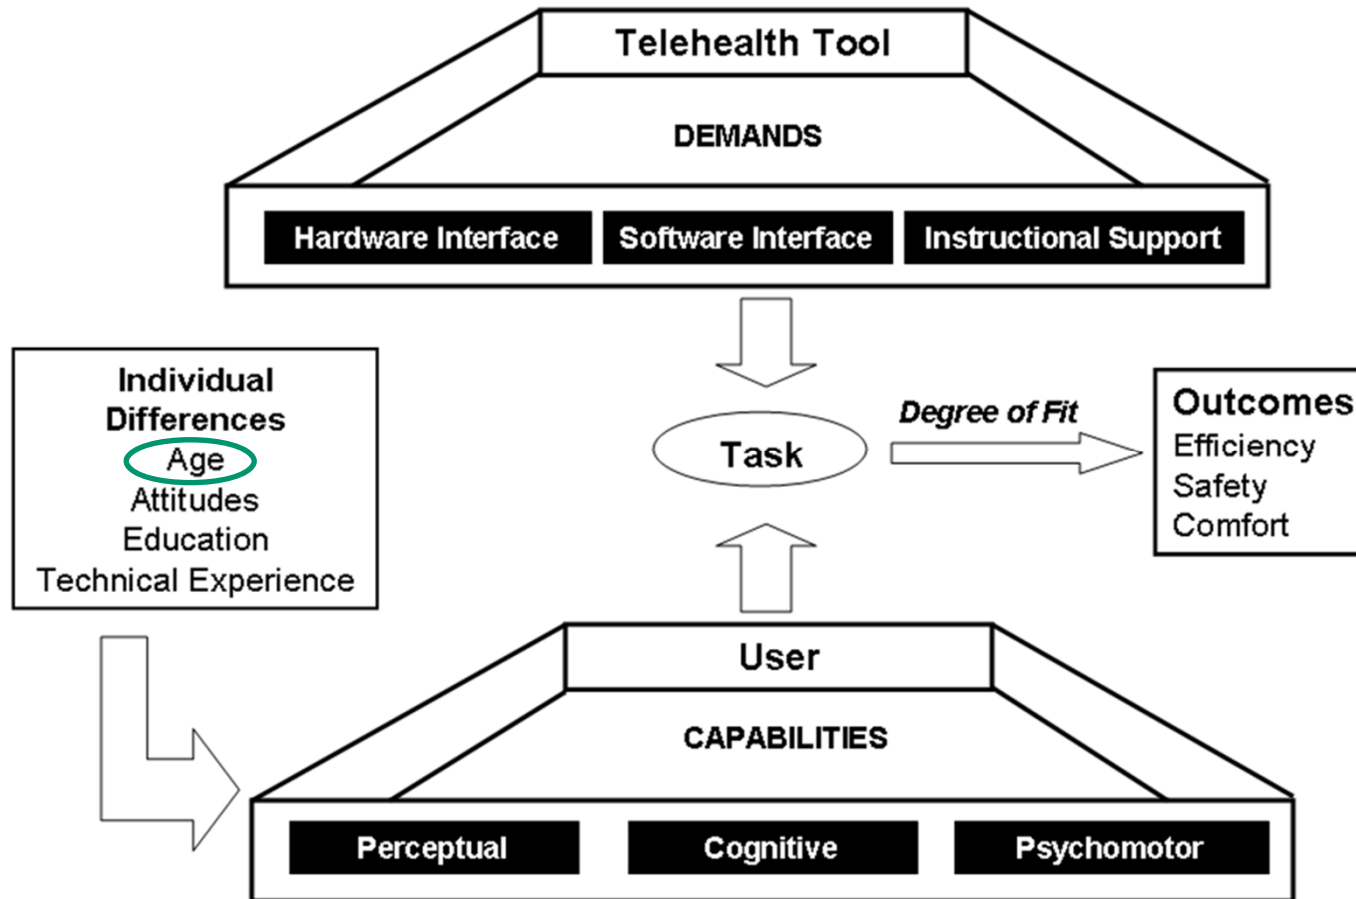 Telehealth Tool
DEMANDS
Hardware Interface
Software Interface
Instructional Support
Individual
Differences
Age
Attitudes
Education
Technical Experience
Task
Degree of Fit
Outcomes
Efficiency
Safety
Comfort
User
CAPABILITIES
Perceptual
Cognitive
Psychomotor